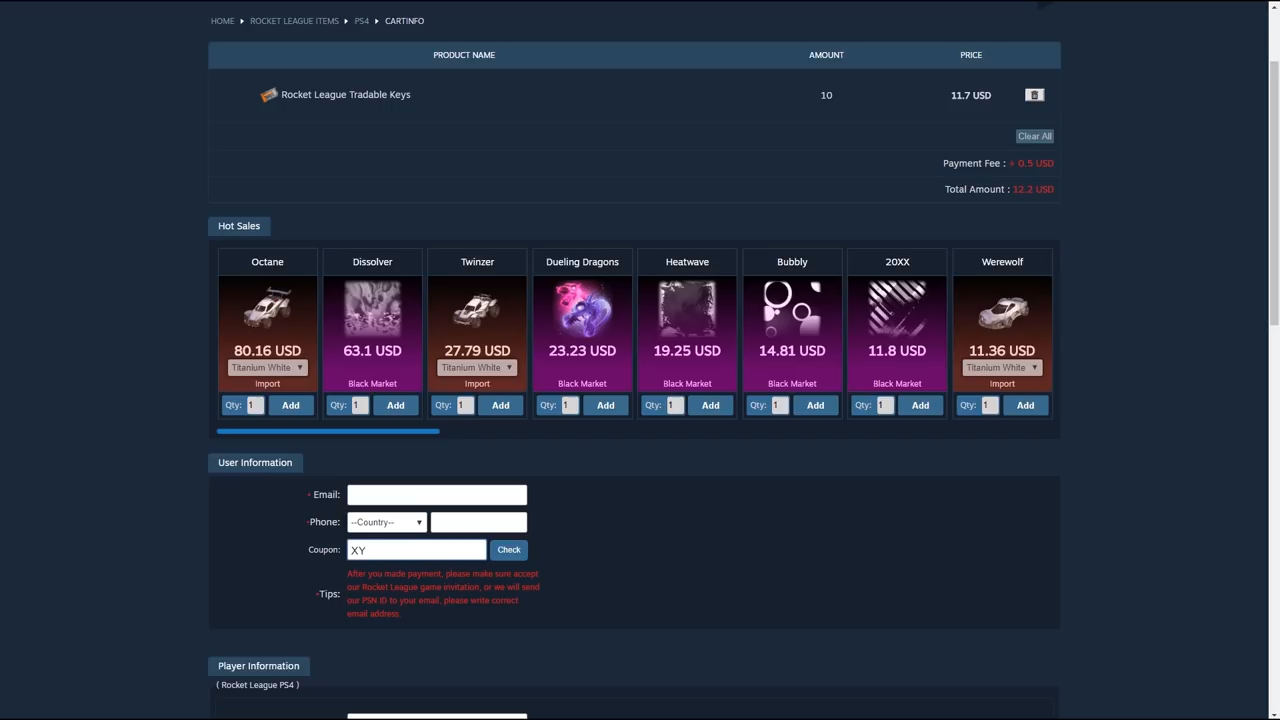 HOME ROCKET LEAGUE ITEMS PS4 CARTINFO
PRODUCT NAME AMOUNT PRICE
Rocket League Tradable Keys 10 11.7 USD
Clear All
Payment Fee : + 0.5 USD
Total Amount : 12.2 USD
Hot Sales
Octane Dissolver Twinzer Dueling Dragons Heatwave Bubbly 20XX Werewolf
80.16 USD 63.1 USD 27.79 USD 23.23 USD 19.25 USD 14.81 USD 11.8 USD 11.36 USD
Titanium White Titanium White Titanium White
Import Black Market Import Black Market Black Market Black Market Black Market Import
Qty: 1 Add Qty: 1 Add Qty: 1 Add Qty: 1 Add Qty: 1 Add Qty: 1 Add Qty: 1 Add Qty: 1 Add
User Information
* Email:
*Phone: --Country--
Coupon: XY Check
*Tips:
After you made payment, please make sure accept
our Rocket League game invitation, or we will send
our PSN ID to your email, please write correct
email address.
Player Information
( Rocket League PS4 )